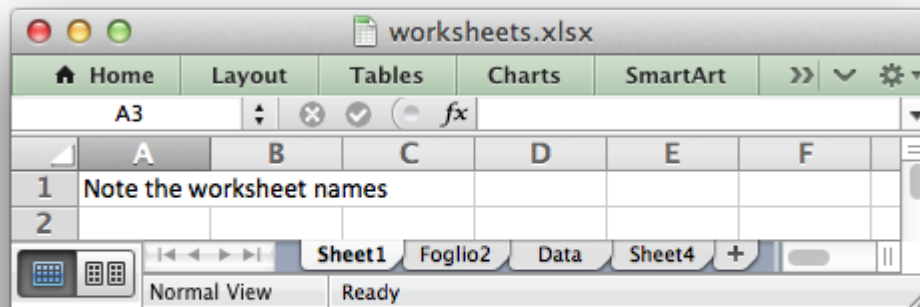 worksheets.xlsx
Home Layout Tables Charts SmartArt
A3 fx
A B C D E F
1 Note the worksheet names
2
Sheet1 Foglio2 Data Sheet4 +
Normal View Ready